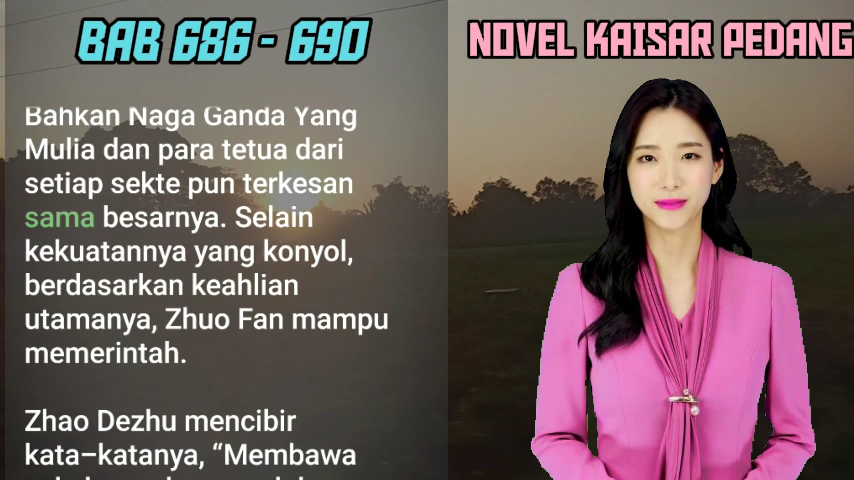 BAB 686 - 690
NOVEL KAISAR PEDANG
Bahkan Naga Ganda Yang
Mulia dan para tetua dari
setiap sekte pun terkesan
sama besarnya. Selain
kekuatannya yang konyol,
berdasarkan keahlian
utamanya, Zhuo Fan mampu
memerintah.
Zhao Dezhu mencibir
kata–katanya, “Membawa